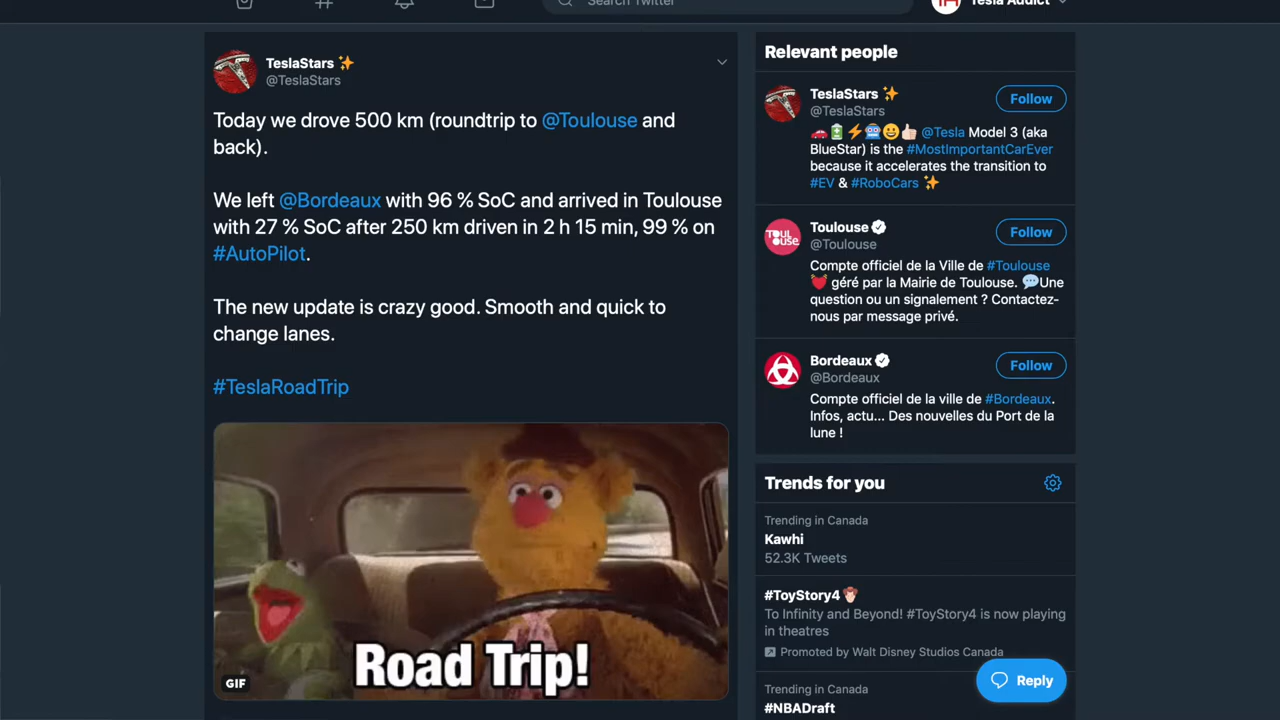 Search Twitter
Tesla Addict
TeslaStars ✨
@TeslaStars
Today we drove 500 km (roundtrip to @Toulouse and
back).
We left @Bordeaux with 96 % SoC and arrived in Toulouse
with 27 % SoC after 250 km driven in 2 h 15 min, 99 % on
#AutoPilot.
The new update is crazy good. Smooth and quick to
change lanes.
#TeslaRoadTrip
Road Trip!
GIF
Relevant people
TeslaStars ✨
@TeslaStars
Follow
🚗🔋⚡🤖😀👍🏻 @Tesla Model 3 (aka
BlueStar) is the #MostImportantCarEver
because it accelerates the transition to
#EV & #RoboCars ✨
TOUL
OUSE
Toulouse
@Toulouse
Follow
Compte officiel de la Ville de #Toulouse
💓 géré par la Mairie de Toulouse. 💬Une
question ou un signalement ? Contactez-
nous par message privé.
Bordeaux
@Bordeaux
Follow
Compte officiel de la ville de #Bordeaux.
Infos, actu... Des nouvelles du Port de la
lune !
Trends for you
Trending in Canada
Kawhi
52.3K Tweets
#ToyStory4
To Infinity and Beyond! #ToyStory4 is now playing
in theatres
Promoted by Walt Disney Studios Canada
Trending in Canada
#NBADraft
Reply